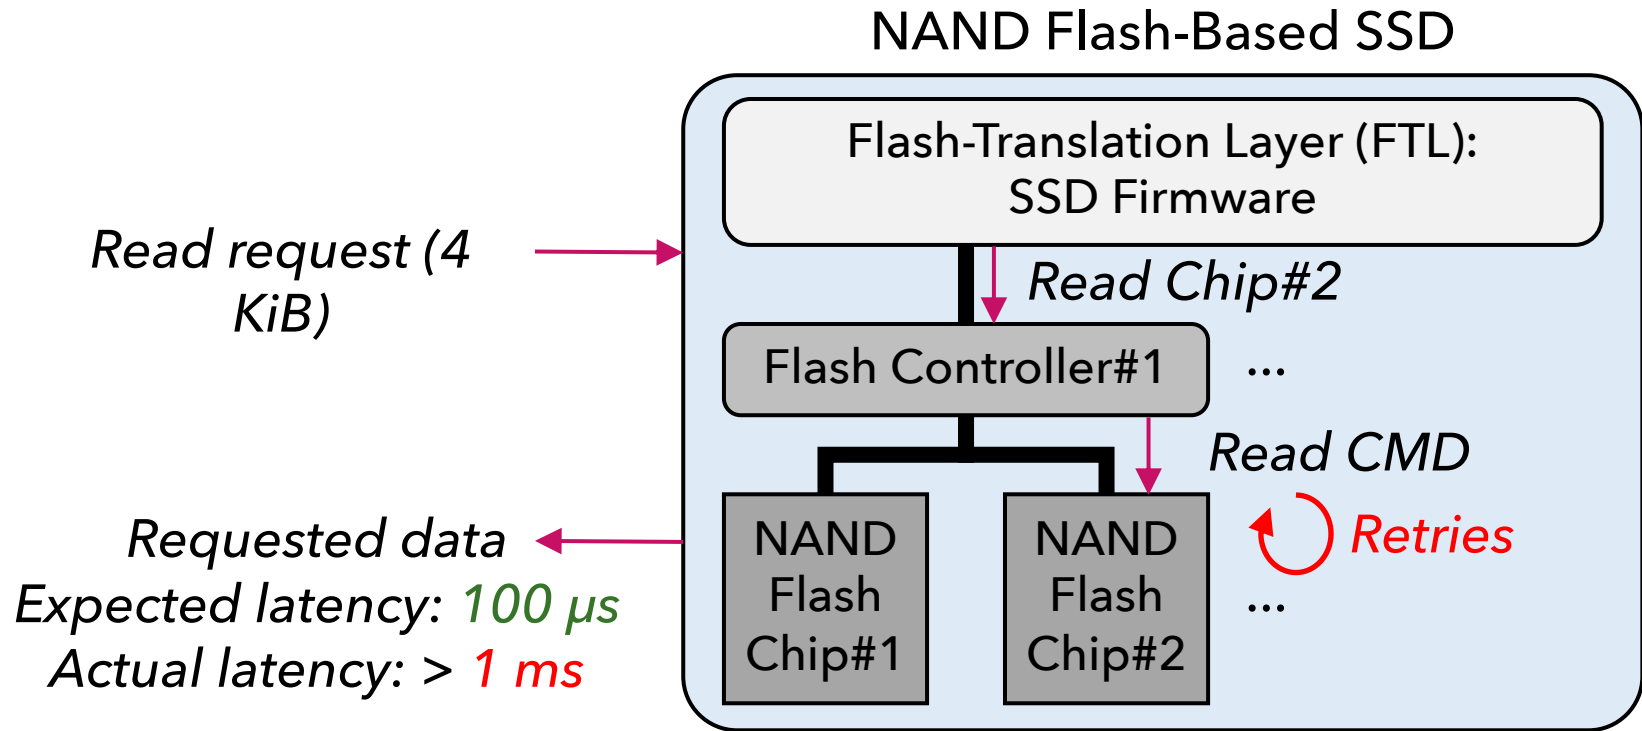 NAND Flash-Based SSD
Flash-Translation Layer (FTL):
SSD Firmware
Read request (4
KiB)
Read Chip#2
Flash Controller#1
...
Read CMD
Retries
NAND
Flash
Chip#1
NAND
Flash
Chip#2
...
Requested data
Expected latency: 100 μs
Actual latency: > 1 ms